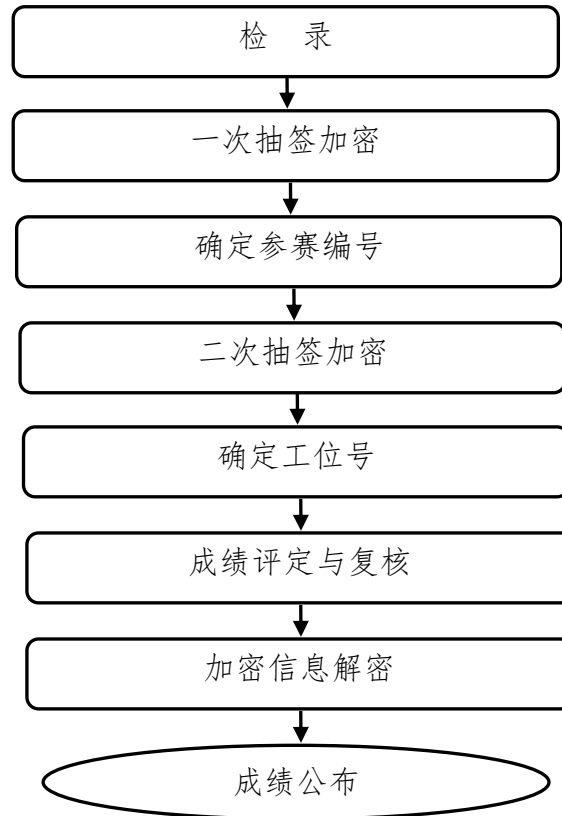 检 录
一次抽签加密
确定参赛编号
二次抽签加密
确定工位号
成绩评定与复核
加密信息解密
成绩公布